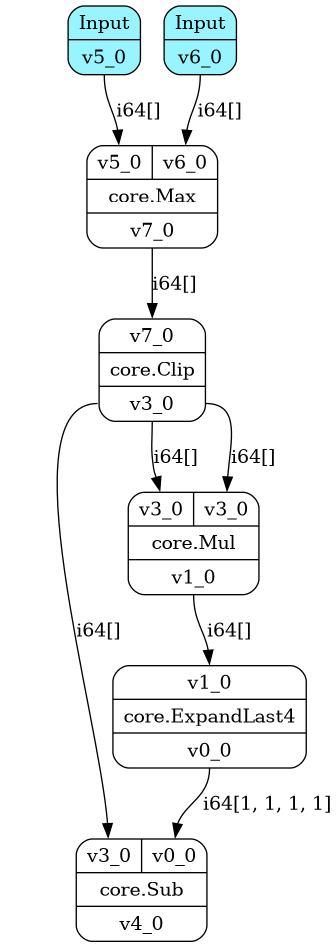 Input Input
v5_0 v6_0
i64[] i64[]
v5_0 v6_0
core.Max
v7_0
i64[]
v7_0
core.Clip
v3_0
i64[] i64[]
v3_0 v3_0
core.Mul
v1_0
i64[] i64[]
v1_0
core.ExpandLast4
v0_0
i64[1, 1, 1, 1]
v3_0 v0_0
core.Sub
v4_0